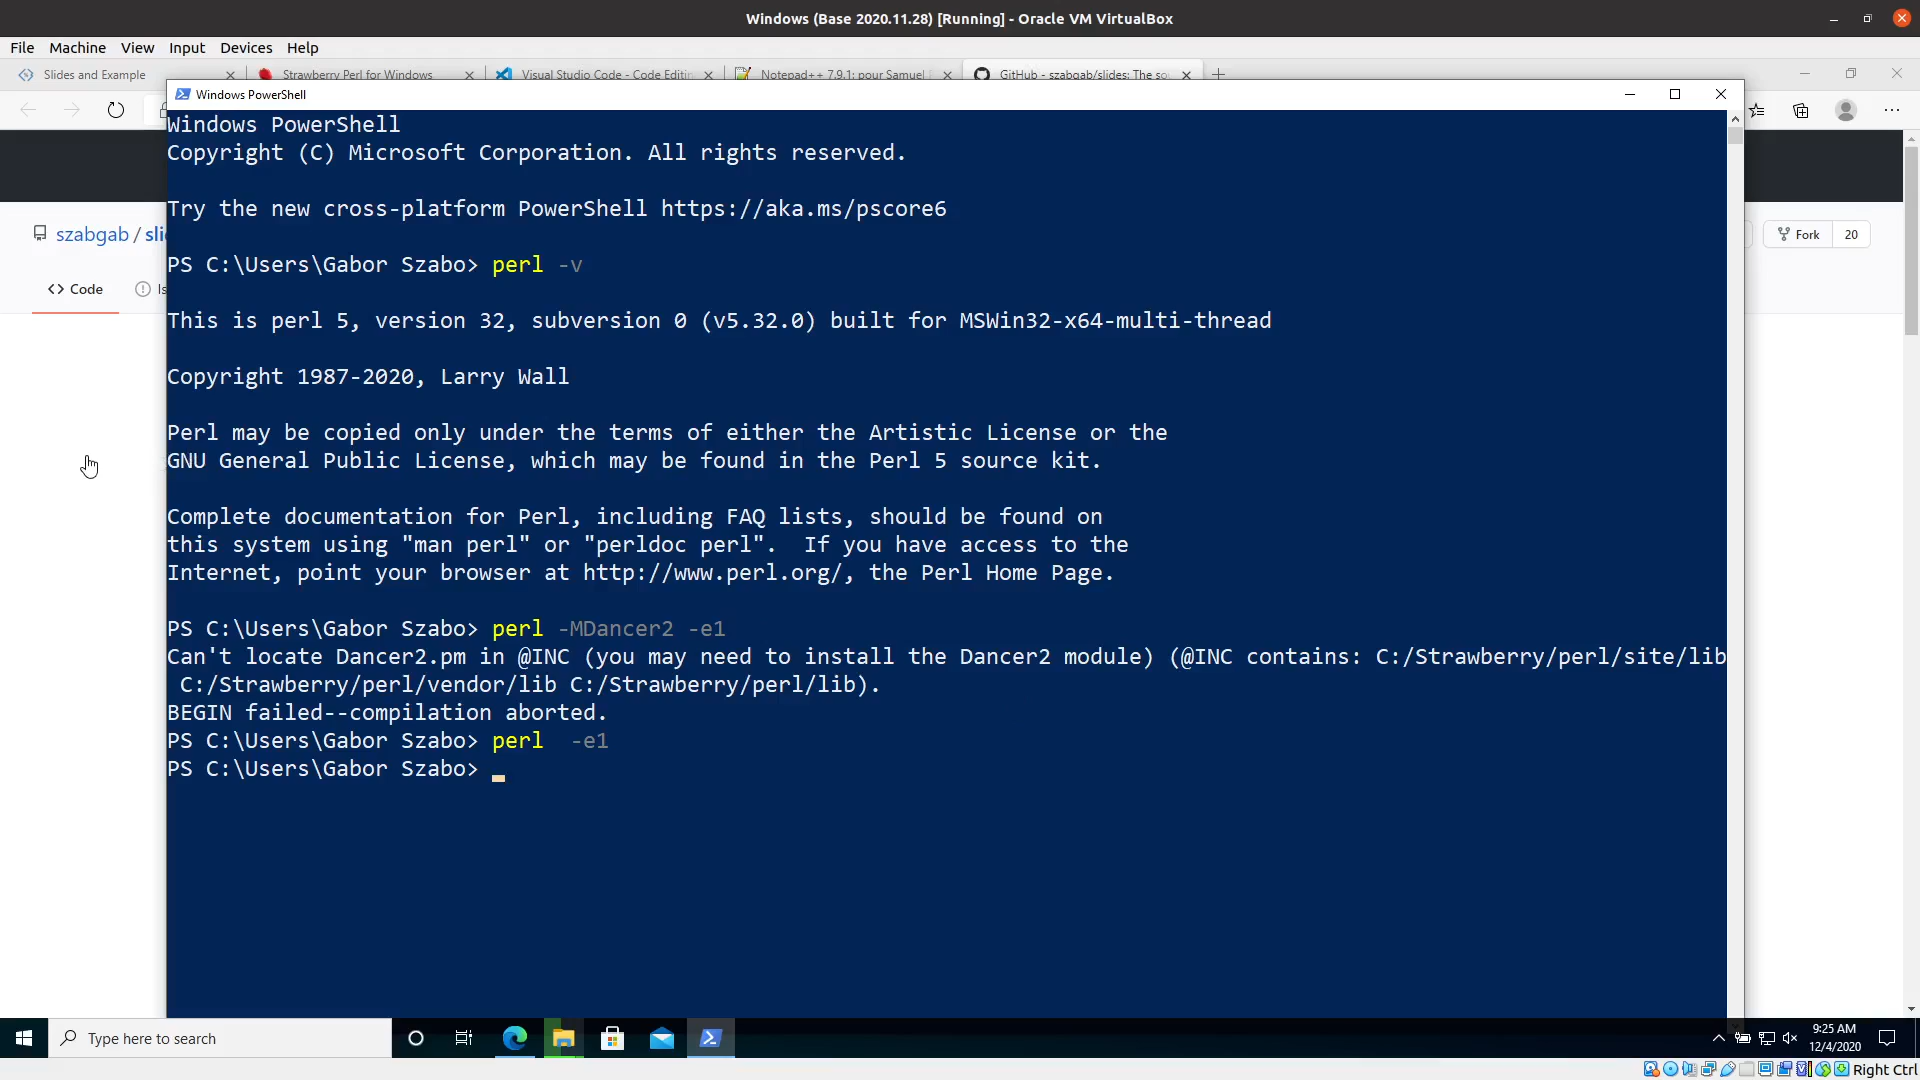 Windows (Base 2020.11.28) [Running] - Oracle VM VirtualBox
File Machine View Input Devices Help
Slides and Example Strawberry Perl for Windows Visual Studio Code - Code Editin Notepad++ 7.9.1: pour Samuel GitHub - szabgab/slides: The so
Windows PowerShell
Windows PowerShell
Copyright (C) Microsoft Corporation. All rights reserved.
Try the new cross-platform PowerShell https://aka.ms/pscore6
szabgab / slid
Fork 20
PS C:\Users\Gabor Szabo> perl -v
Code Is
This is perl 5, version 32, subversion 0 (v5.32.0) built for MSWin32-x64-multi-thread
Copyright 1987-2020, Larry Wall
Perl may be copied only under the terms of either the Artistic License or the
GNU General Public License, which may be found in the Perl 5 source kit.
Complete documentation for Perl, including FAQ lists, should be found on
this system using "man perl" or "perldoc perl".  If you have access to the
Internet, point your browser at http://www.perl.org/, the Perl Home Page.
PS C:\Users\Gabor Szabo> perl -MDancer2 -e1
Can't locate Dancer2.pm in @INC (you may need to install the Dancer2 module) (@INC contains: C:/Strawberry/perl/site/lib
C:/Strawberry/perl/vendor/lib C:/Strawberry/perl/lib).
BEGIN failed--compilation aborted.
PS C:\Users\Gabor Szabo> perl  -e1
PS C:\Users\Gabor Szabo>
Type here to search
9:25 AM
12/4/2020
Right Ctrl